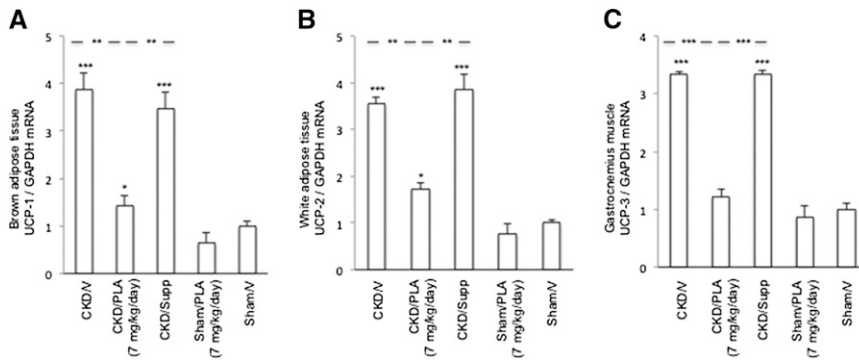 A
Brown adipose tissue
UCP-1 / GAPDH mRNA
5
4
3
2
1
0
** **
***
*
***
CKD/V
CKD/PLA
(7 mg/kg/day)
CKD/Supp
Sham/PLA
(7 mg/kg/day)
Sham/V
B
White adipose tissue
UCP-2 / GAPDH mRNA
5
4
3
2
1
0
** **
***
*
***
CKD/V
CKD/PLA
(7 mg/kg/day)
CKD/Supp
Sham/PLA
(7 mg/kg/day)
Sham/V
C
Gastrocnemius muscle
UCP-3 / GAPDH mRNA
4
3
2
1
0
*** ***
***
***
CKD/V
CKD/PLA
(7 mg/kg/day)
CKD/Supp
Sham/PLA
(7 mg/kg/day)
Sham/V